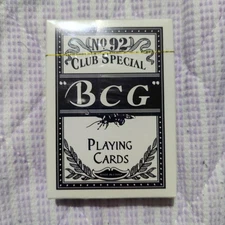 No. 92
CLUB SPECIAL
"BCG"
PLAYING
CARDS